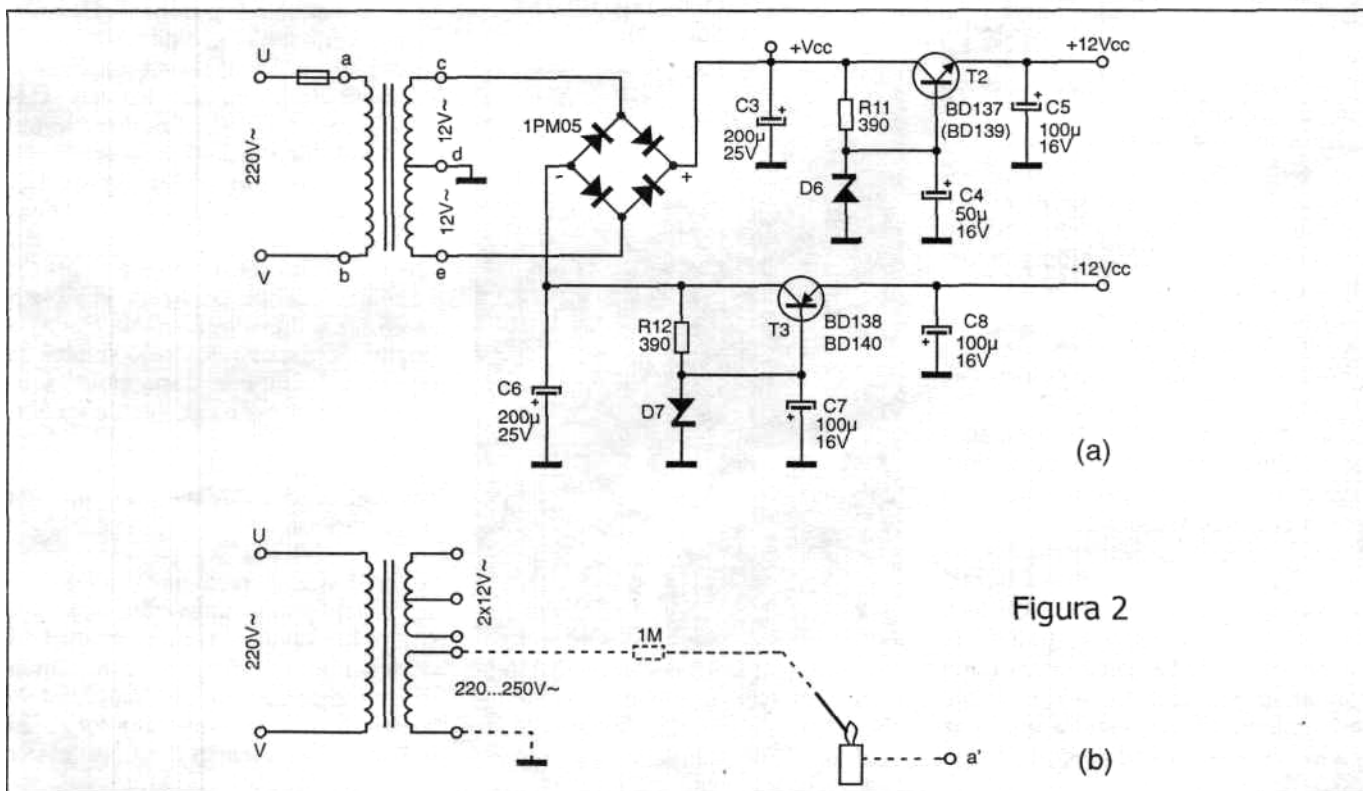 U
a
c
220V~
12V~
d
12V~
V
b
e
1PM05
-
+
+Vcc
C3
+
200µ
25V
R11
390
D6
T2
BD137
(BD139)
+
C4
50µ
16V
+12Vcc
+
C5
100µ
16V
-12Vcc
R12
390
T3
BD138
BD140
C8
+
100µ
16V
C6
+
200µ
25V
D7
C7
+
100µ
16V
(a)
U
220V~
V
2x12V~
220...250V~
1M
a'
Figura 2
(b)